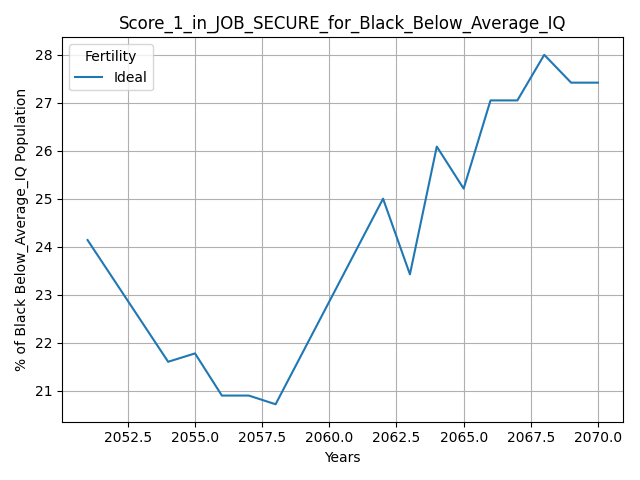 Score_1_in_JOB_SECURE_for_Black_Below_Average_IQ
Fertility
Ideal
% of Black Below_Average_IQ Population
28
27
26
25
24
23
22
21
2052.5 2055.0 2057.5 2060.0 2062.5 2065.0 2067.5 2070.0
Years